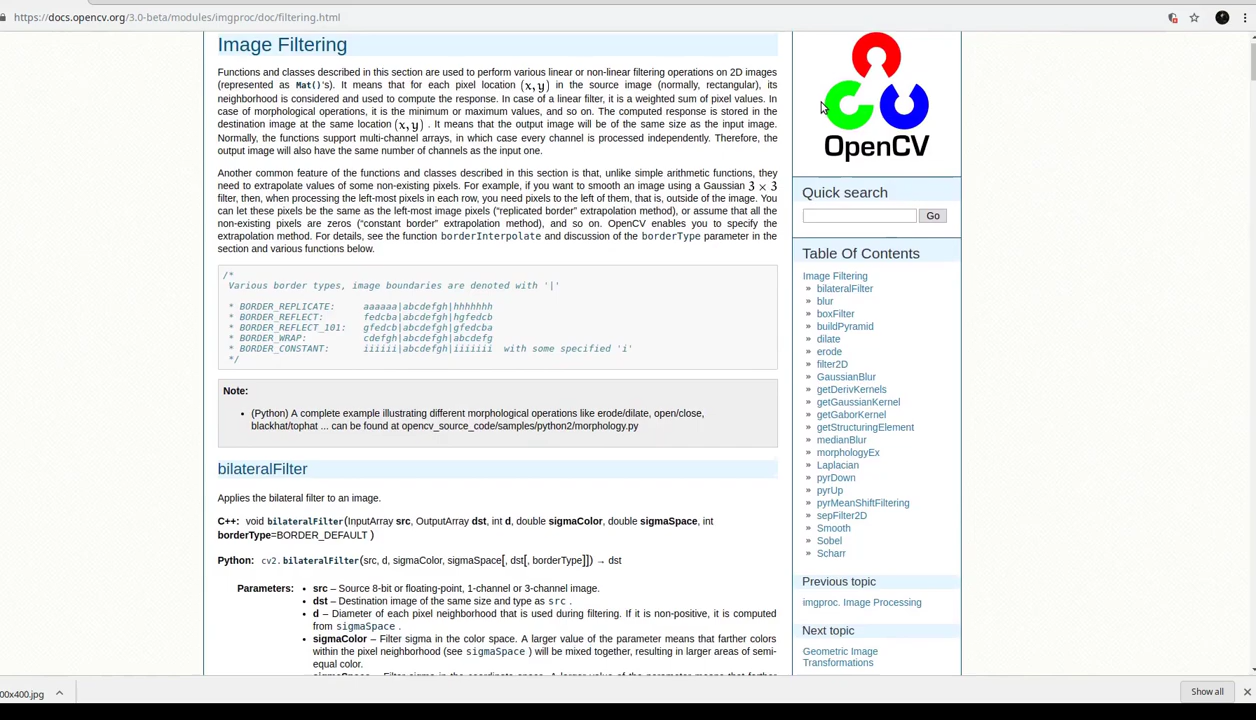 https://docs.opencv.org/3.0-beta/modules/imgproc/doc/filtering.html
Image Filtering
Functions and classes described in this section are used to perform various linear or non-linear filtering operations on 2D images
(represented as Mat()'s). It means that for each pixel location (x,y) in the source image (normally, rectangular), its
neighborhood is considered and used to compute the response. In case of a linear filter, it is a weighted sum of pixel values. In
case of morphological operations, it is the minimum or maximum values, and so on. The computed response is stored in the
destination image at the same location (x,y) . It means that the output image will be of the same size as the input image.
Normally, the functions support multi-channel arrays, in which case every channel is processed independently. Therefore, the
output image will also have the same number of channels as the input one.
Another common feature of the functions and classes described in this section is that, unlike simple arithmetic functions, they
need to extrapolate values of some non-existing pixels. For example, if you want to smooth an image using a Gaussian 3 × 3
filter, then, when processing the left-most pixels in each row, you need pixels to the left of them, that is, outside of the image. You
can let these pixels be the same as the left-most image pixels (“replicated border” extrapolation method), or assume that all the
non-existing pixels are zeros (“constant border” extrapolation method), and so on. OpenCV enables you to specify the
extrapolation method. For details, see the function borderInterpolate and discussion of the borderType parameter in the
section and various functions below.
/*
Various border types, image boundaries are denoted with '|'
* BORDER_REPLICATE: aaaaaa|abcdefgh|hhhhhhh
* BORDER_REFLECT: fedcba|abcdefgh|hgfedcb
* BORDER_REFLECT_101: gfedcb|abcdefgh|gfedcba
* BORDER_WRAP: cdefgh|abcdefgh|abcdefg
* BORDER_CONSTANT: iiiiii|abcdefgh|iiiiiii with some specified 'i'
*/
Note:
• (Python) A complete example illustrating different morphological operations like erode/dilate, open/close,
blackhat/tophat ... can be found at opencv_source_code/samples/python2/morphology.py
bilateralFilter
Applies the bilateral filter to an image.
C++: void bilateralFilter(InputArray src, OutputArray dst, int d, double sigmaColor, double sigmaSpace, int
borderType=BORDER_DEFAULT )
Python: cv2.bilateralFilter(src, d, sigmaColor, sigmaSpace[, dst[, borderType]]) → dst
Parameters: • src – Source 8-bit or floating-point, 1-channel or 3-channel image.
• dst – Destination image of the same size and type as src .
• d – Diameter of each pixel neighborhood that is used during filtering. If it is non-positive, it is computed
from sigmaSpace .
• sigmaColor – Filter sigma in the color space. A larger value of the parameter means that farther colors
within the pixel neighborhood (see sigmaSpace ) will be mixed together, resulting in larger areas of semi-
equal color.
OpenCV
Quick search
Go
Table Of Contents
Image Filtering
» bilateralFilter
» blur
» boxFilter
» buildPyramid
» dilate
» erode
» filter2D
» GaussianBlur
» getDerivKernels
» getGaussianKernel
» getGaborKernel
» getStructuringElement
» medianBlur
» morphologyEx
» Laplacian
» pyrDown
» pyrUp
» pyrMeanShiftFiltering
» sepFilter2D
» Smooth
» Sobel
» Scharr
Previous topic
imgproc. Image Processing
Next topic
Geometric Image
Transformations
00x400.jpg
Show all